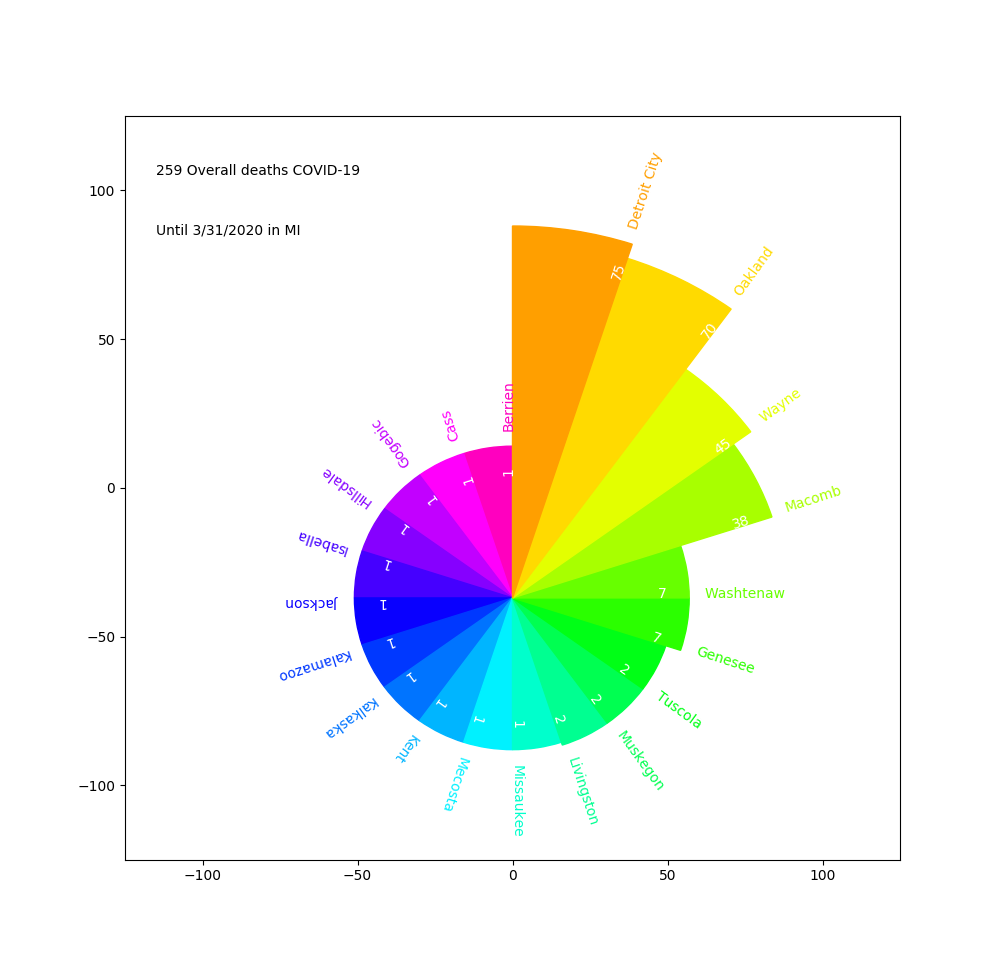 259 Overall deaths COVID-19
Until 3/31/2020 in MI
Detroit City
75
Oakland
70
Wayne
45
Macomb
38
Washtenaw
7
Genesee
7
Tuscola
2
Muskegon
2
Livingston
2
Missaukee
1
Mecosta
1
Kent
1
Kalkaska
1
Kalamazoo
1
Jackson
1
Isabella
1
Hillsdale
1
Gogebic
1
Cass
1
Berrien
1
100
50
0
−50
−100
−100
−50
0
50
100